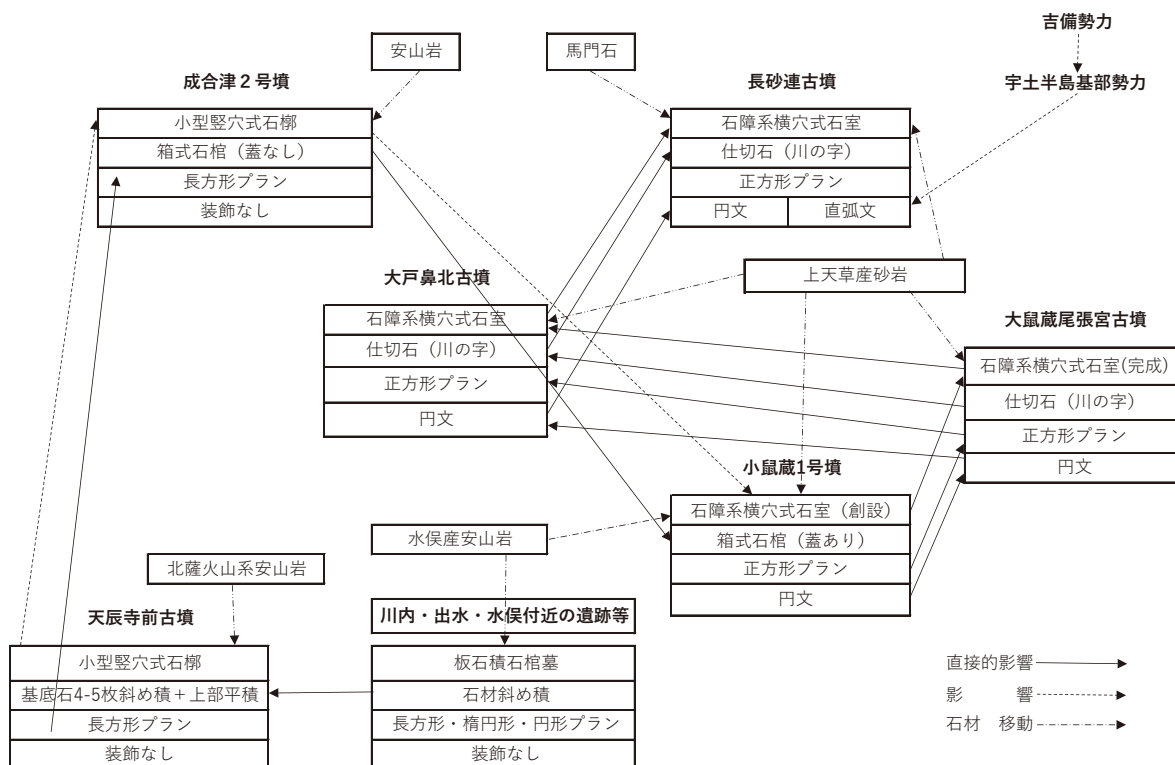 吉備勢力
安山岩
馬門石
成合津２号墳
長砂連古墳
宇土半島基部勢力
小型竪穴式石槨
箱式石棺（蓋なし）
長方形プラン
装飾なし
石障系横穴式石室
仕切石（川の字）
正方形プラン
円文
直弧文
大戸鼻北古墳
上天草産砂岩
石障系横穴式石室
仕切石（川の字）
正方形プラン
円文
大鼠蔵尾張宮古墳
石障系横穴式石室(完成)
仕切石（川の字）
正方形プラン
円文
小鼠蔵1号墳
石障系横穴式石室（創設）
箱式石棺（蓋あり）
正方形プラン
円文
水俣産安山岩
北薩火山系安山岩
天辰寺前古墳
川内・出水・水俣付近の遺跡等
小型竪穴式石槨
基底石4-5枚斜め積＋上部平積
長方形プラン
装飾なし
板石積石棺墓
石材斜め積
長方形・楕円形・円形プラン
装飾なし
直接的影響
影　　響
石材　移動